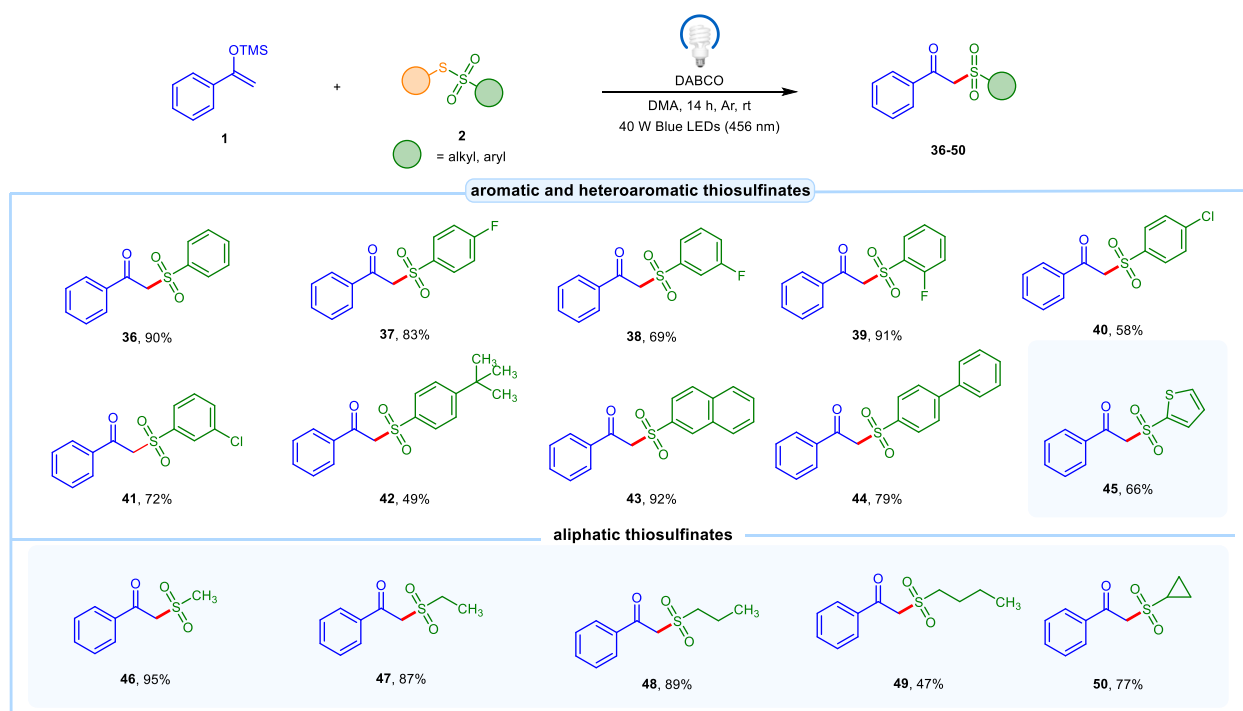 OTMS
1
+
S
S
O
O
2
= alkyl, aryl
DABCO
DMA, 14 h, Ar, rt
40 W Blue LEDs (456 nm)
O
O
S
O
36-50
aromatic and heteroaromatic thiosulfinates
O
O
S
O
36, 90%
O
O
S
O
F
37, 83%
O
O
S
O
F
38, 69%
O
O
S
O
F
39, 91%
O
O
S
O
Cl
40, 58%
O
O
S
O
Cl
41, 72%
O
O
S
O
CH3
CH3
CH3
42, 49%
O
O
S
O
43, 92%
O
O
S
O
44, 79%
O
O
S
O
S
45, 66%
aliphatic thiosulfinates
O
O
S
O
CH3
46, 95%
O
O
S
O
CH3
47, 87%
O
O
S
O
CH3
48, 89%
O
O
S
O
CH3
49, 47%
O
O
S
O
50, 77%